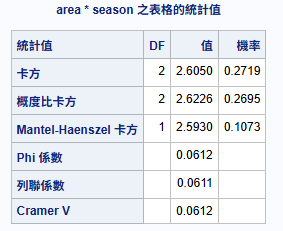 area * season 之表格的統計值
統計值 DF 值 機率
卡方 2 2.6050 0.2719
概度比卡方 2 2.6226 0.2695
Mantel-Haenszel 卡方 1 2.5930 0.1073
Phi 係數 0.0612
列聯係數 0.0611
Cramer V 0.0612